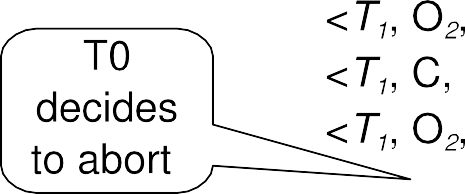 T0
decides
to abort
<T1, O2,
<T1, C,
<T1, O2,